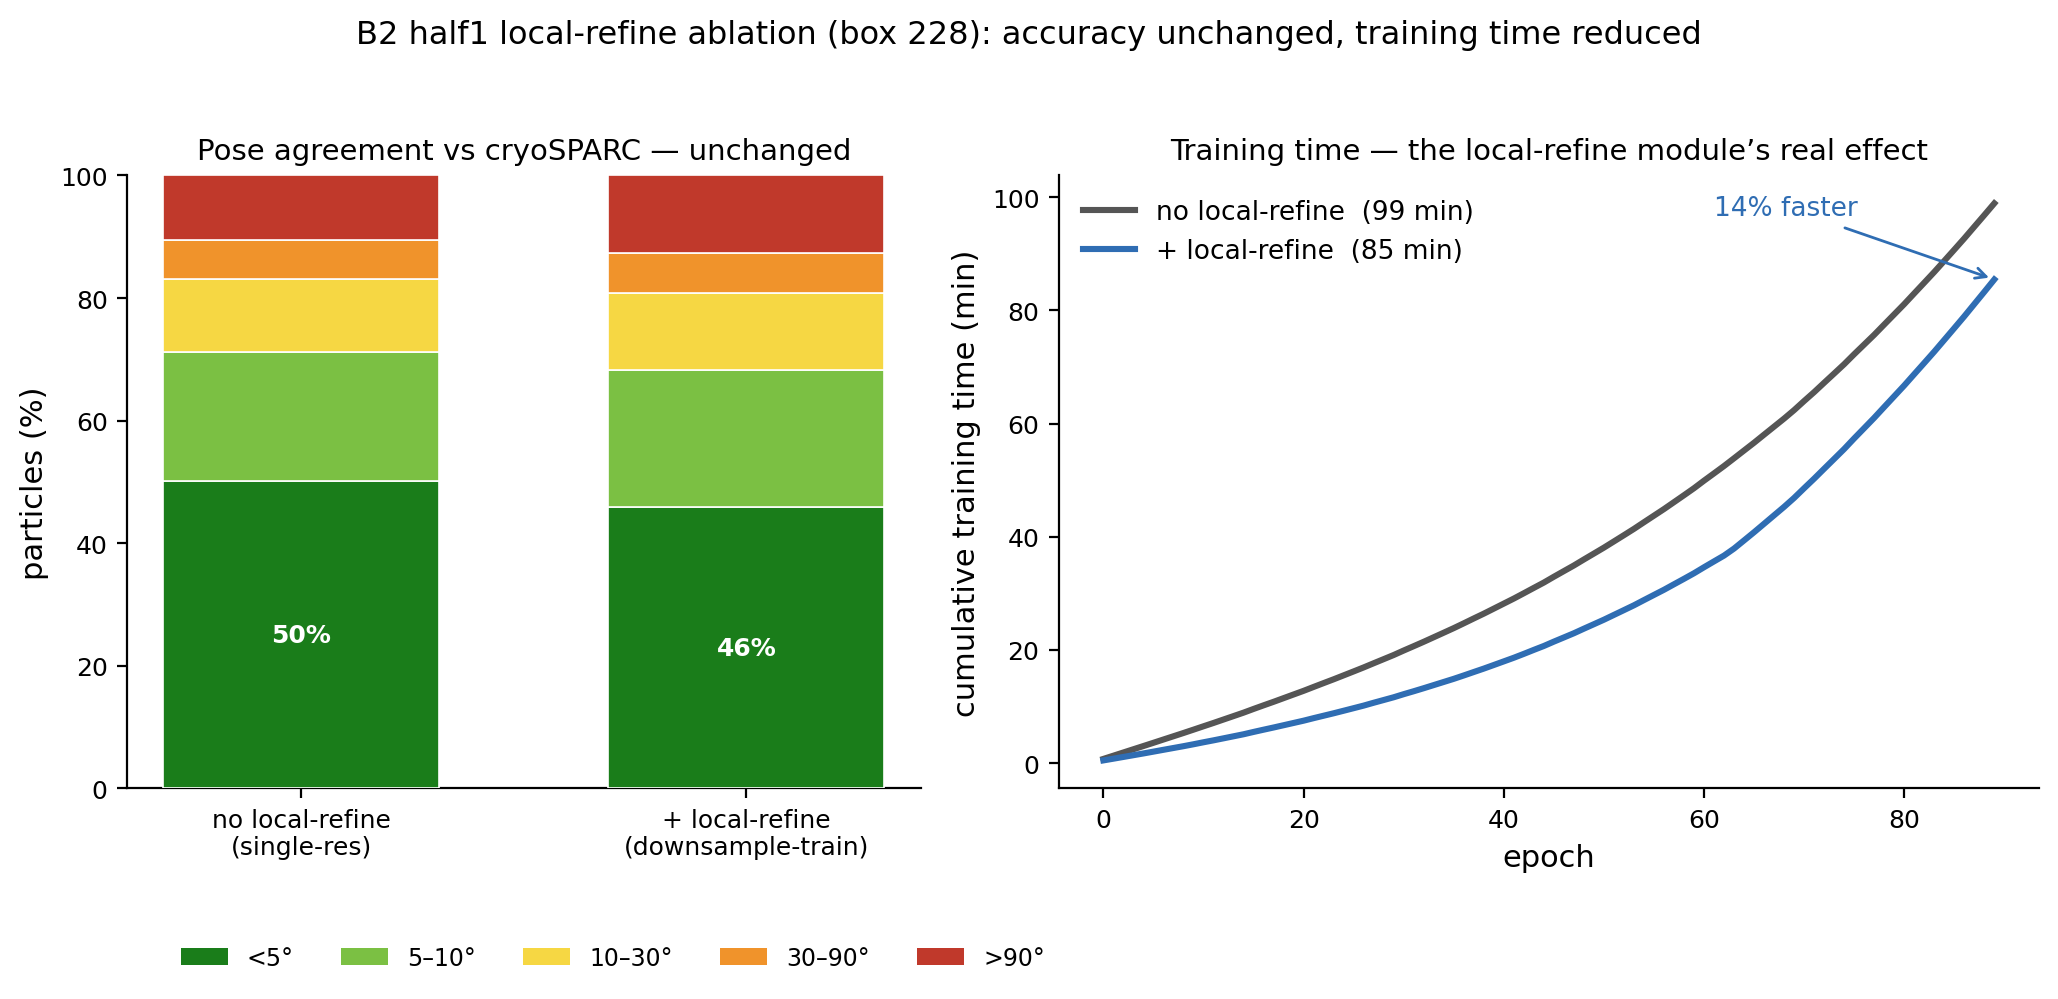 B2 half1 local-refine ablation (box 228): accuracy unchanged, training time reduced
Pose agreement vs cryoSPARC — unchanged
particles (%)
100
80
60
40
20
0
50%
46%
no local-refine
(single-res)
+ local-refine
(downsample-train)
<5°
5–10°
10–30°
30–90°
>90°
Training time — the local-refine module’s real effect
cumulative training time (min)
100
80
60
40
20
0
no local-refine (99 min)
+ local-refine (85 min)
14% faster
0
20
40
60
80
epoch